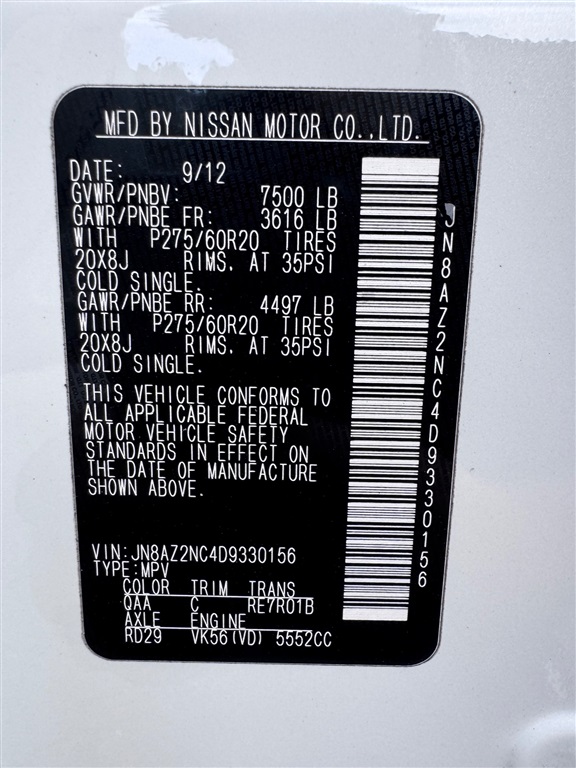 MFD BY NISSAN MOTOR CO.,LTD.
DATE: 9/12
GVWR/PNBV: 7500 LB
GAWR/PNBE FR: 3616 LB
WITH P275/60R20 TIRES
20X8J RIMS. AT 35PSI
COLD SINGLE.
GAWR/PNBE RR: 4497 LB
WITH P275/60R20 TIRES
20X8J RIMS. AT 35PSI
COLD SINGLE.
THIS VEHICLE CONFORMS TO
ALL APPLICABLE FEDERAL
MOTOR VEHICLE SAFETY
STANDARDS IN EFFECT ON
THE DATE OF MANUFACTURE
SHOWN ABOVE.
JN8AZ2NC4D9330156
VIN:JN8AZ2NC4D9330156
TYPE:MPV
COLOR TRIM TRANS
QAA C RE7R01B
AXLE ENGINE
RD29 VK56(VD) 5552CC